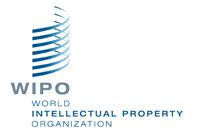 WIPO
WORLD
INTELLECTUAL PROPERTY
ORGANIZATION